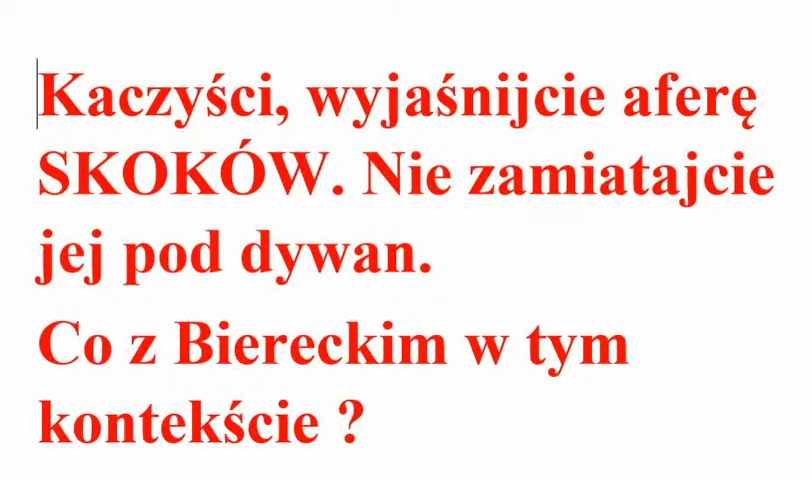 Kaczyści, wyjaśnijcie aferę
SKOKÓW. Nie zamiatajcie
jej pod dywan.
Co z Biereckim w tym
kontekście ?